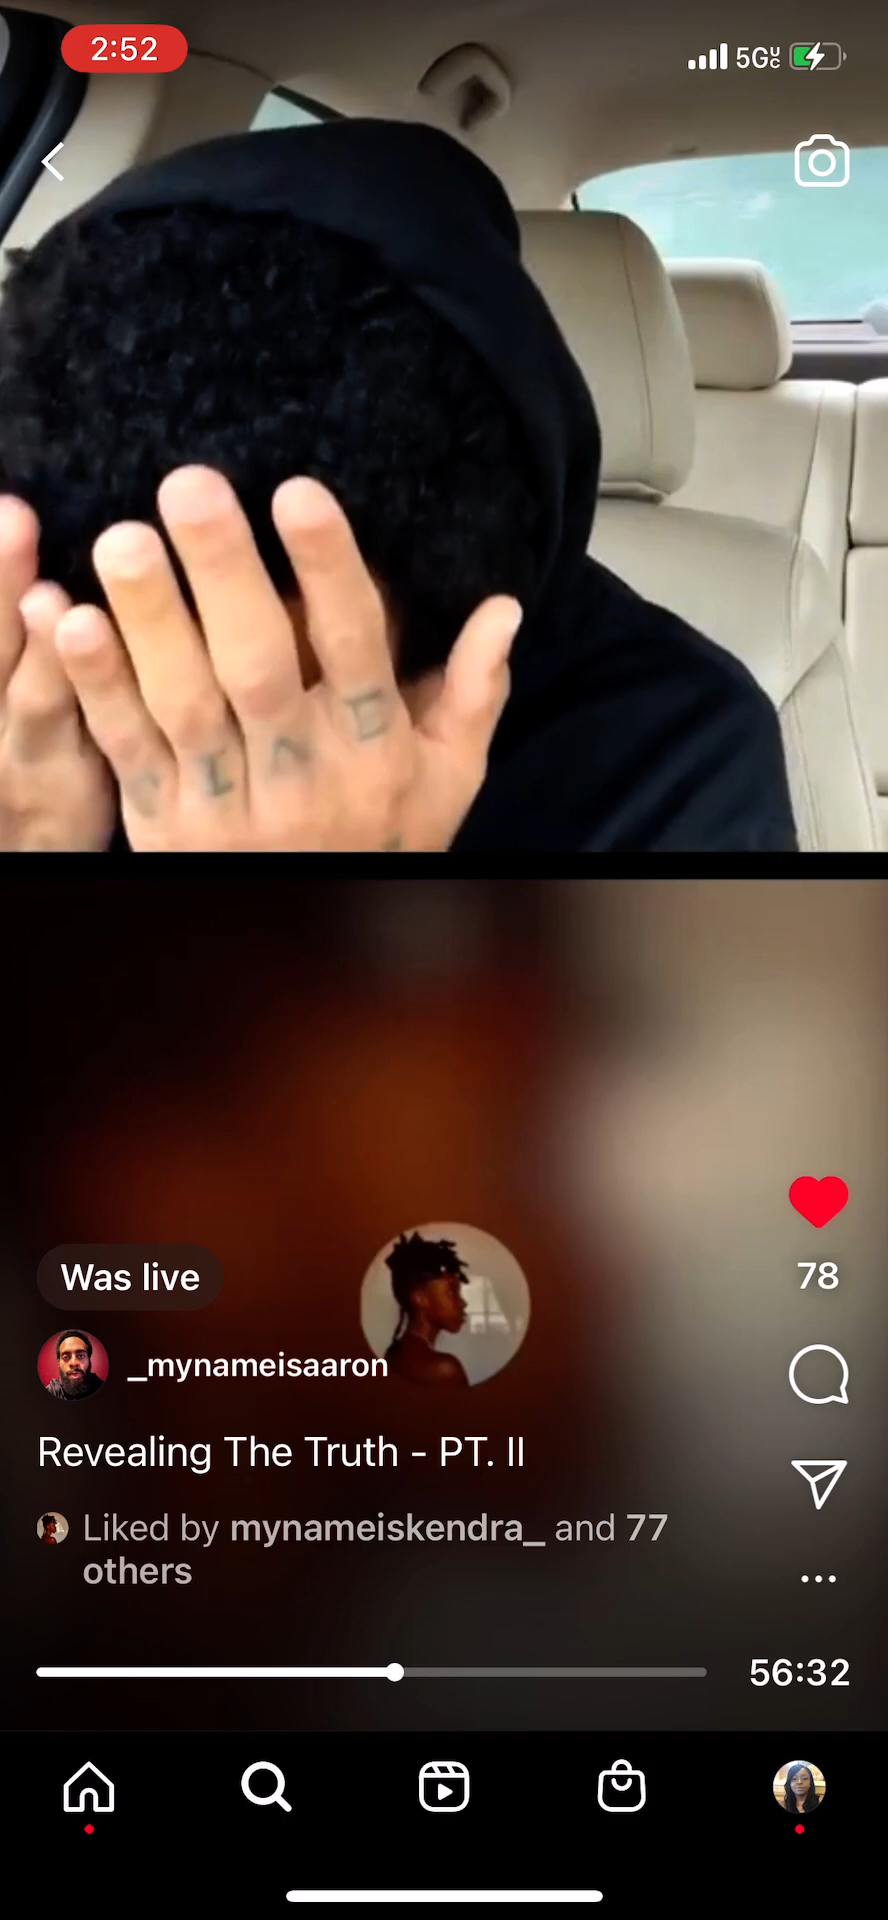 2:52
5GUC
Was live
_mynameisaaron
Revealing The Truth - PT. II
Liked by mynameiskendra_ and 77
others
78
56:32